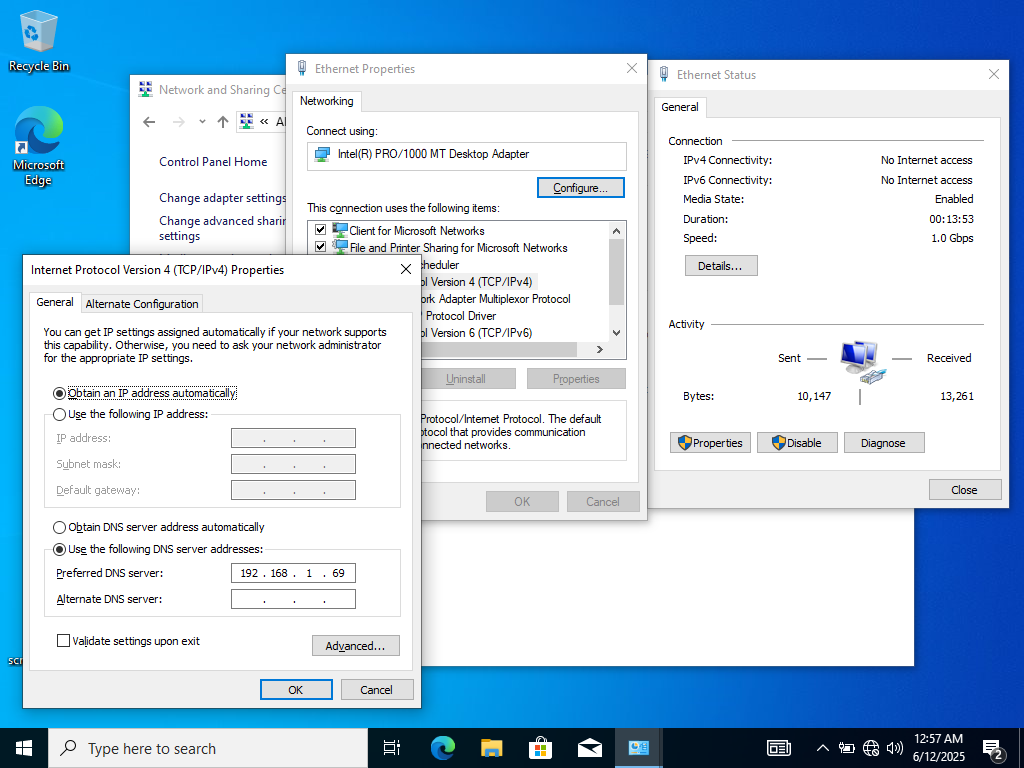 Recycle Bin
Microsoft
Edge
Network and Sharing Ce
Control Panel Home
Change adapter settings
Change advanced sharin
settings
Ethernet Properties
Networking
Connect using:
Intel(R) PRO/1000 MT Desktop Adapter
Configure...
This connection uses the following items:
Client for Microsoft Networks
File and Printer Sharing for Microsoft Networks
cheduler
ol Version 4 (TCP/IPv4)
ork Adapter Multiplexor Protocol
Protocol Driver
ol Version 6 (TCP/IPv6)
Uninstall
Properties
Protocol/Internet Protocol. The default
otocol that provides communication
nnected networks.
OK
Cancel
Ethernet Status
General
Connection
IPv4 Connectivity: No Internet access
IPv6 Connectivity: No Internet access
Media State: Enabled
Duration: 00:13:53
Speed: 1.0 Gbps
Details...
Activity
Sent — Received
Bytes: 10,147 13,261
Properties
Disable
Diagnose
Close
Internet Protocol Version 4 (TCP/IPv4) Properties
General
Alternate Configuration
You can get IP settings assigned automatically if your network supports
this capability. Otherwise, you need to ask your network administrator
for the appropriate IP settings.
Obtain an IP address automatically
Use the following IP address:
IP address:
Subnet mask:
Default gateway:
Obtain DNS server address automatically
Use the following DNS server addresses:
Preferred DNS server: 192 . 168 . 1 . 69
Alternate DNS server:
Validate settings upon exit
Advanced...
OK
Cancel
scr
Type here to search
12:57 AM
6/12/2025
2